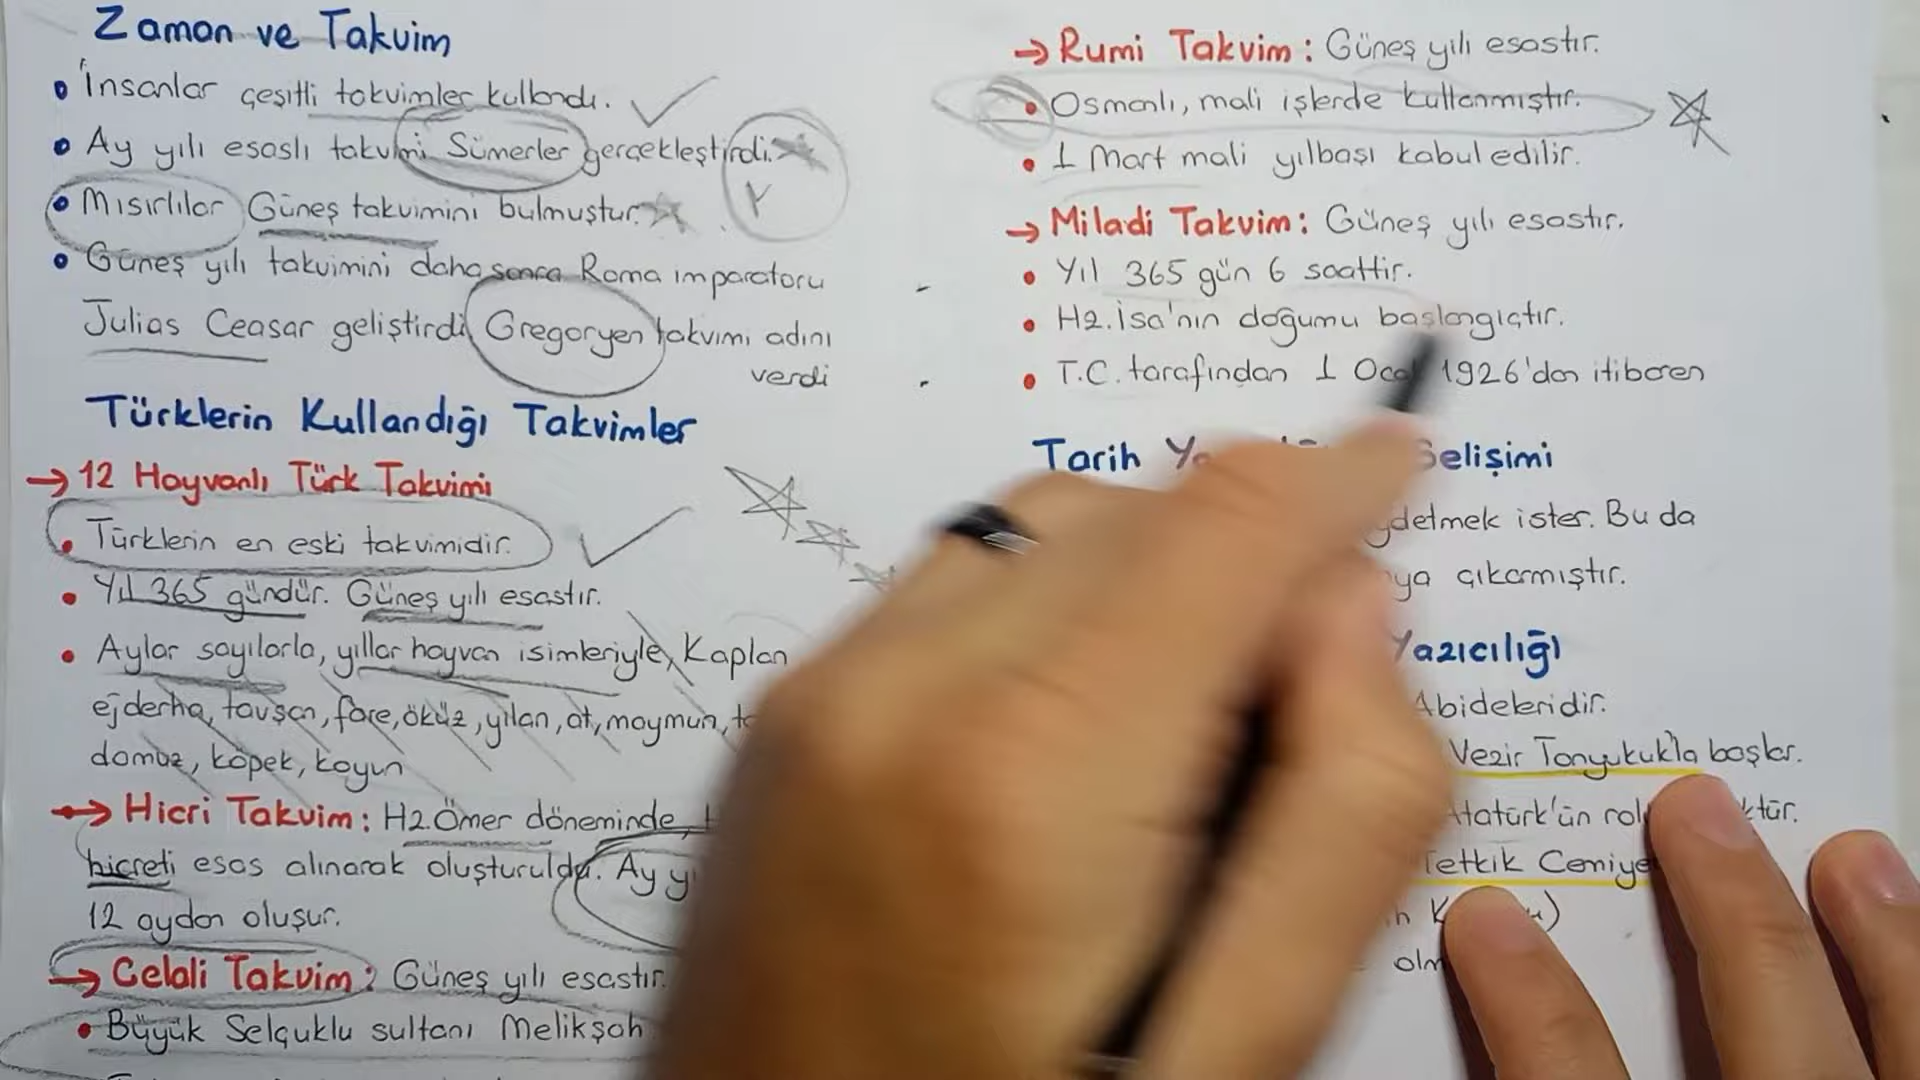 Zaman ve Takvim
• İnsanlar çeşitli takvimler kullandı.
• Ay yılı esaslı takvimi Sümerler gerçekleştirdi.
• Mısırlılar Güneş takvimini bulmuştur.
• Güneş yılı takvimini daha sonra Roma imparatoru
Julias Ceasar geliştirdi Gregoryen takvimi adını
verdi
Türklerin Kullandığı Takvimler
→ 12 Hayvanlı Türk Takvimi
• Türklerin en eski takvimidir.
• Yıl 365 gündür. Güneş yılı esastır.
• Aylar sayılarla, yıllar hayvan isimleriyle, Kaplan
ejderha, tavşan, fare, öküz, yılan, at, maymun,
domuz, köpek, koyun
→ Hicri Takvim: Hz. Ömer döneminde,
hicreti esas alınarak oluşturuldu. Ay
12 aydan oluşur.
→ Celali Takvim: Güneş yılı esastır.
• Büyük Selçuklu sultanı Melikşah
→ Rumi Takvim: Güneş yılı esastır.
• Osmanlı, mali işlerde kullanmıştır.
• 1 Mart mali yılbaşı kabul edilir.
→ Miladi Takvim: Güneş yılı esastır.
• Yıl 365 gün 6 saattir.
• Hz. İsa'nın doğumu başlangıçtır.
• T.C. tarafından 1 1926'dan itibaren
Tarih
ister. Bu da
çıkarmıştır.
Yazıcılığı
Abideleridir.
Vezir Tonyukuk'la başlar.
Atatürk'ün
Tetkik